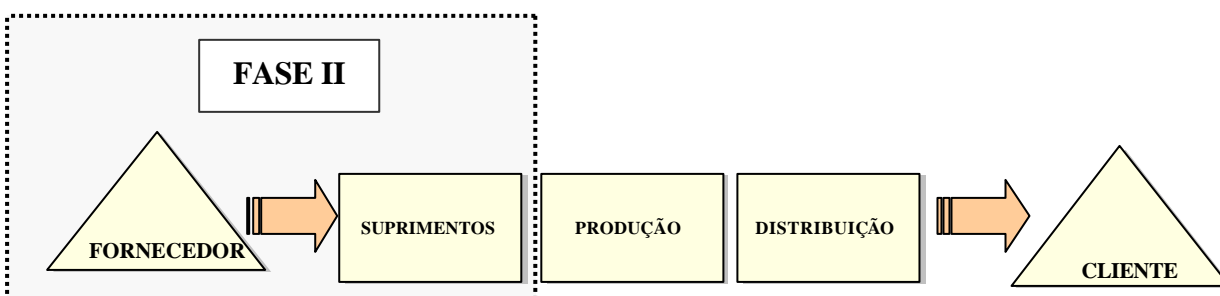 FASE II
FORNECEDOR
SUPRIMENTOS
PRODUÇÃO
DISTRIBUIÇÃO
CLIENTE